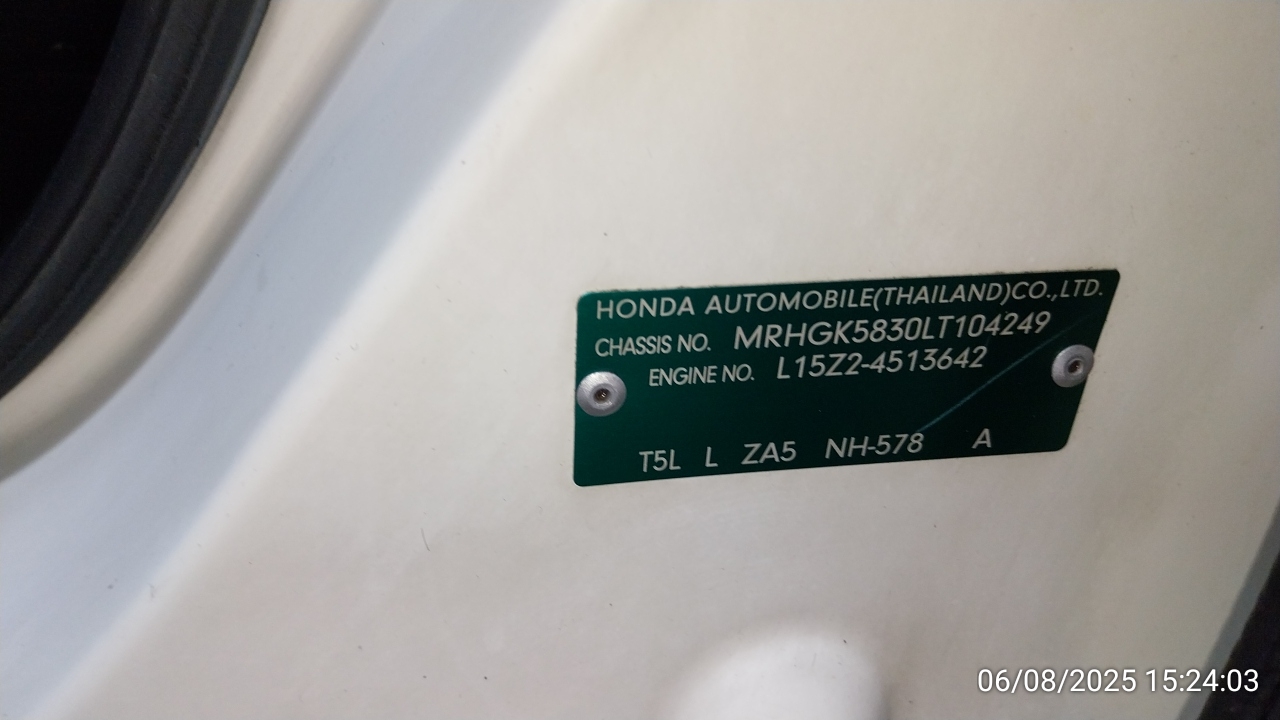 HONDA AUTOMOBILE(THAILAND)CO.,LTD.
CHASSIS NO. MRHGK5830LT104249
ENGINE NO. L15Z2-4513642
T5L L ZA5 NH-578 A
06/08/2025 15:24:03